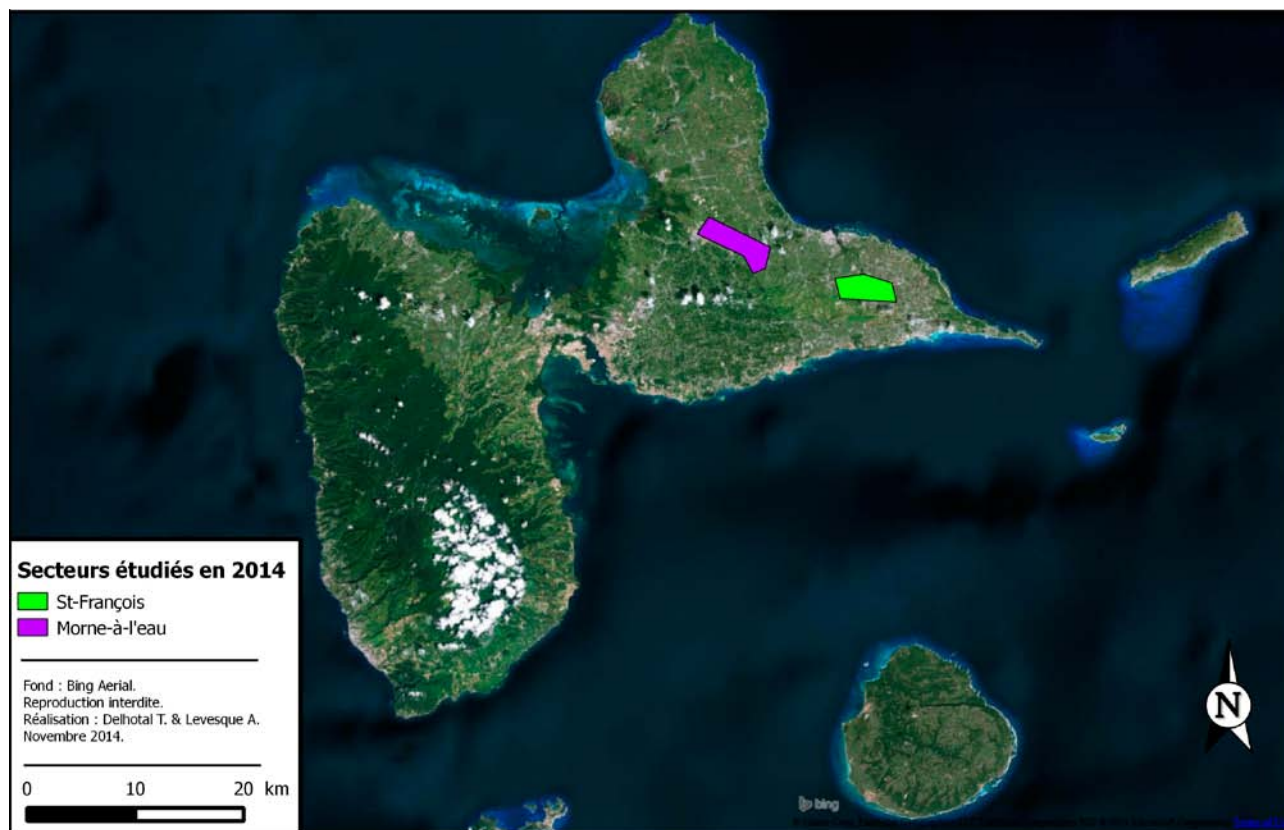 Secteurs étudiés en 2014
St-François
Morne-à-l'eau
Fond : Bing Aerial.
Reproduction interdite.
Réalisation : Delhotal T. & Levesque A.
Novembre 2014.
0 10 20 km
N
bing